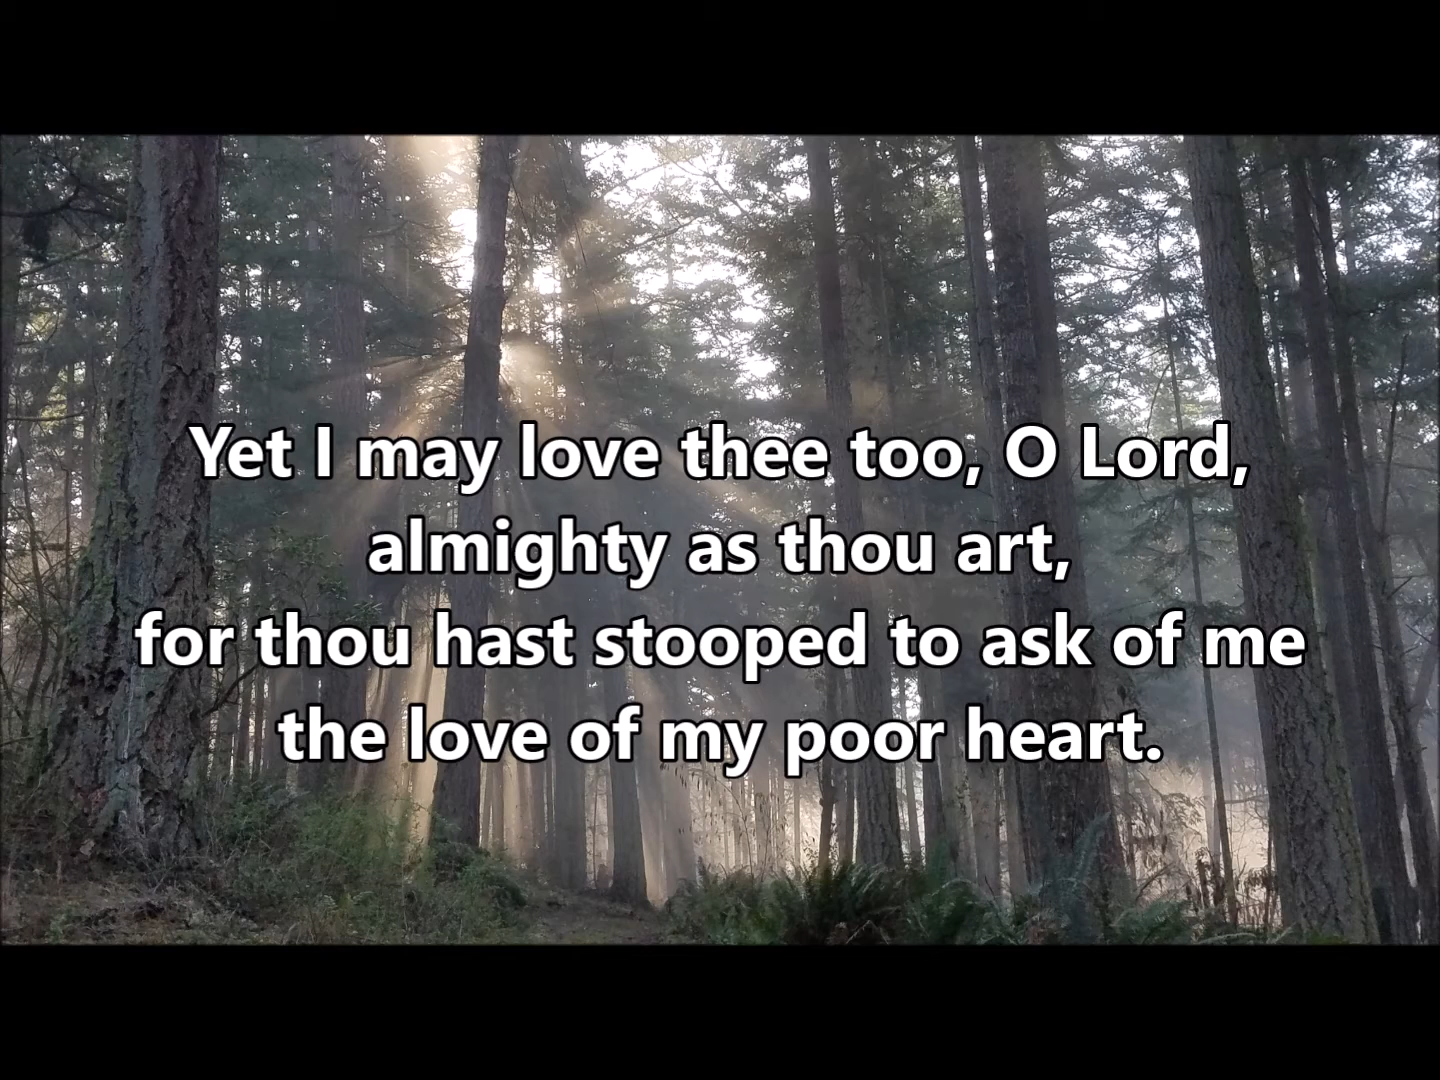 Yet I may love thee too, O Lord,
almighty as thou art,
for thou hast stooped to ask of me
the love of my poor heart.